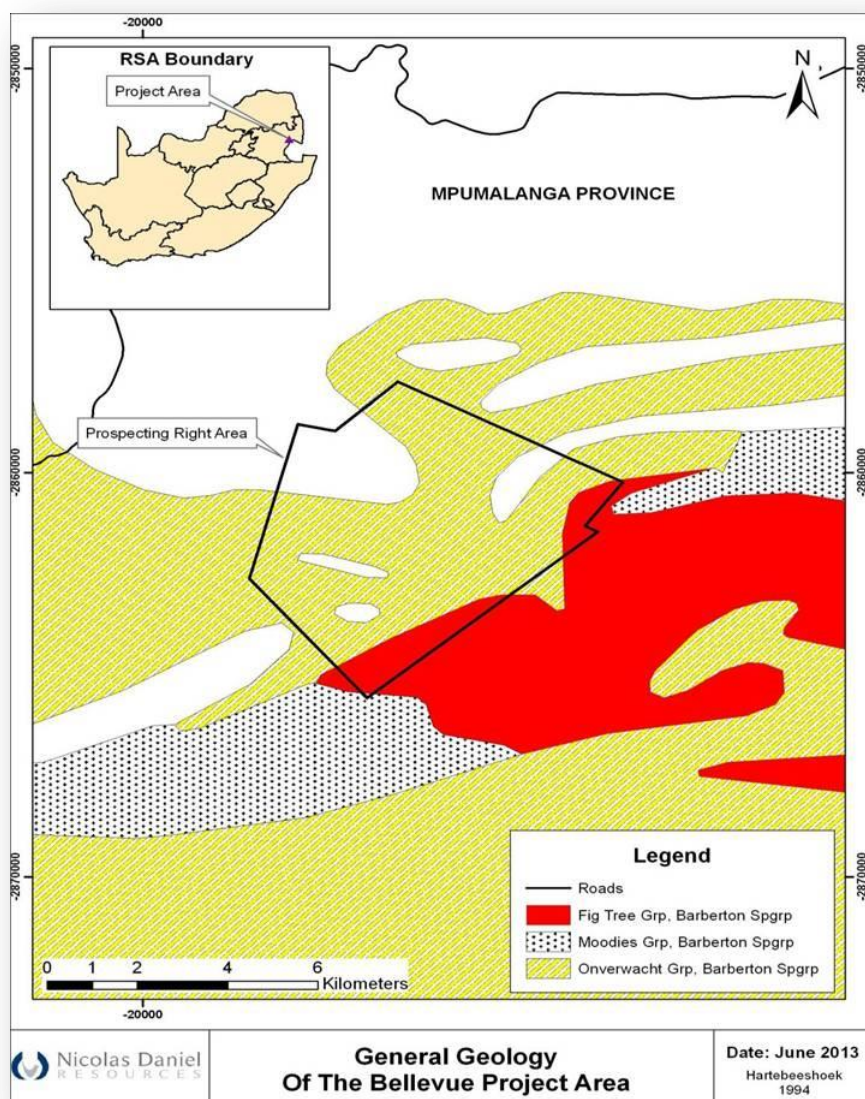 -20000
-2850000
-2850000
RSA Boundary
Project Area
N
MPUMALANGA PROVINCE
Prospecting Right Area
-2860000
-2860000
-2870000
-2870000
Legend
Roads
Fig Tree Grp, Barberton Spgrp
Moodies Grp, Barberton Spgrp
Onverwacht Grp, Barberton Spgrp
0 1 2 4 6
Kilometers
-20000
Nicolas Daniel
RESOURCES
General Geology
Of The Bellevue Project Area
Date: June 2013
Hartebeeshoek
1994